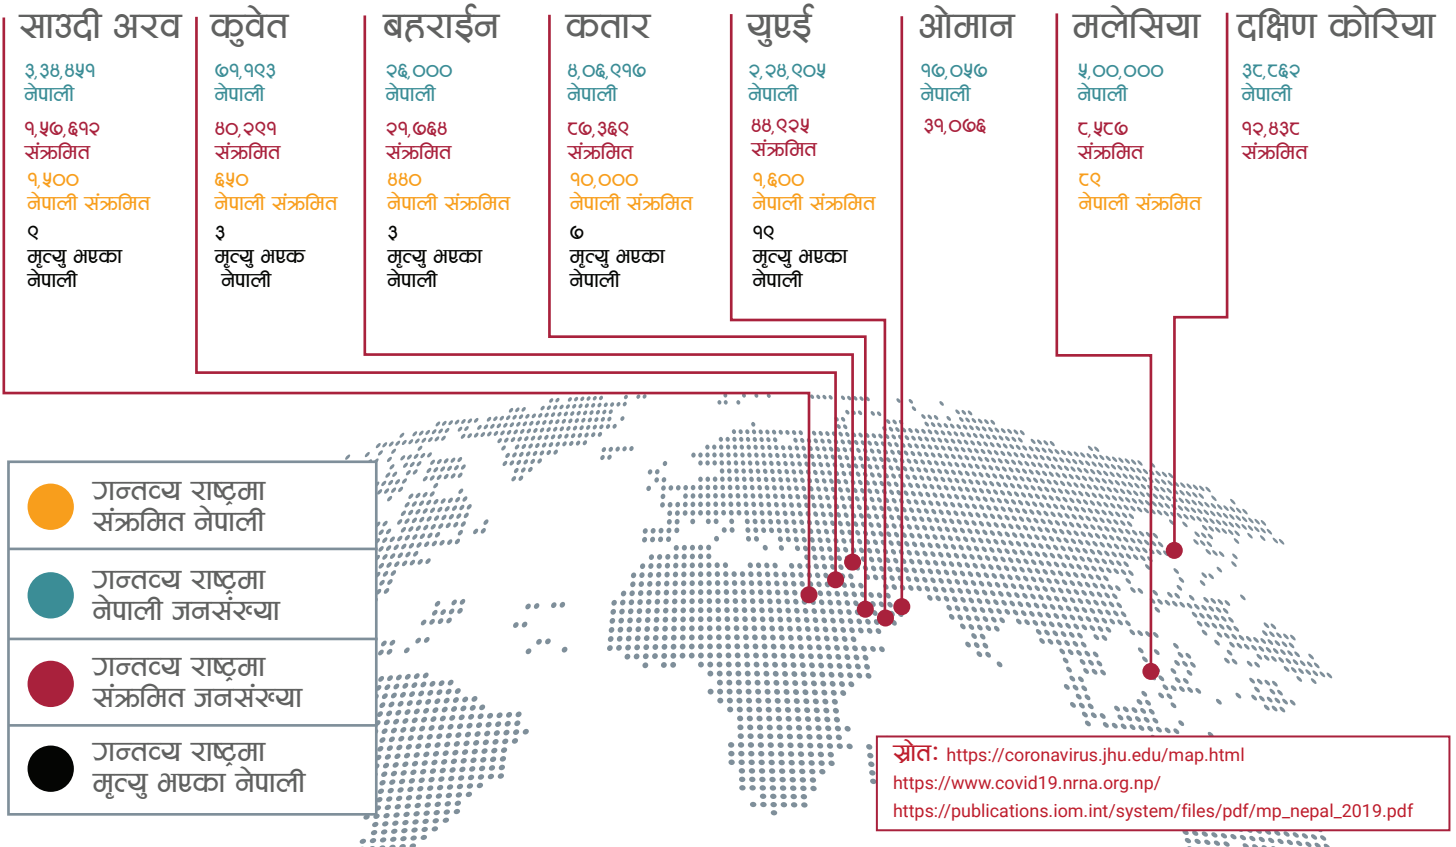 साउदी अरव
३,३४,४५१
नेपाली
१,५७,६१२
संक्रमित
१,५००
नेपाली संक्रमित
९
मृत्यु भएका
नेपाली
कुवेत
७१,१९३
नेपाली
४०,२९१
संक्रमित
६५०
नेपाली संक्रमित
३
मृत्यु भएक
नेपाली
बहराईन
२६,०००
नेपाली
२१,७६४
संक्रमित
४४०
नेपाली संक्रमित
३
मृत्यु भएका
नेपाली
कतार
४,०६,९१७
नेपाली
८७,३६९
संक्रमित
१०,०००
नेपाली संक्रमित
७
मृत्यु भएका
नेपाली
युएई
२,२४,९०५
नेपाली
४४,९२५
संक्रमित
१,६००
नेपाली संक्रमित
१९
मृत्यु भएका
नेपाली
ओमान
१७,०५७
नेपाली
३१,०७६
मलेसिया
५,००,०००
नेपाली
८,५८७
संक्रमित
८९
नेपाली संक्रमित
दक्षिण कोरिया
३८,८६२
नेपाली
१२,४३८
संक्रमित
गन्तव्य राष्ट्रमा
संक्रमित नेपाली
गन्तव्य राष्ट्रमा
नेपाली जनसंख्या
गन्तव्य राष्ट्रमा
संक्रमित जनसंख्या
गन्तव्य राष्ट्रमा
मृत्यु भएका नेपाली
स्रोत: https://coronavirus.jhu.edu/map.html
https://www.covid19.nrna.org.np/
https://publications.iom.int/system/files/pdf/mp_nepal_2019.pdf